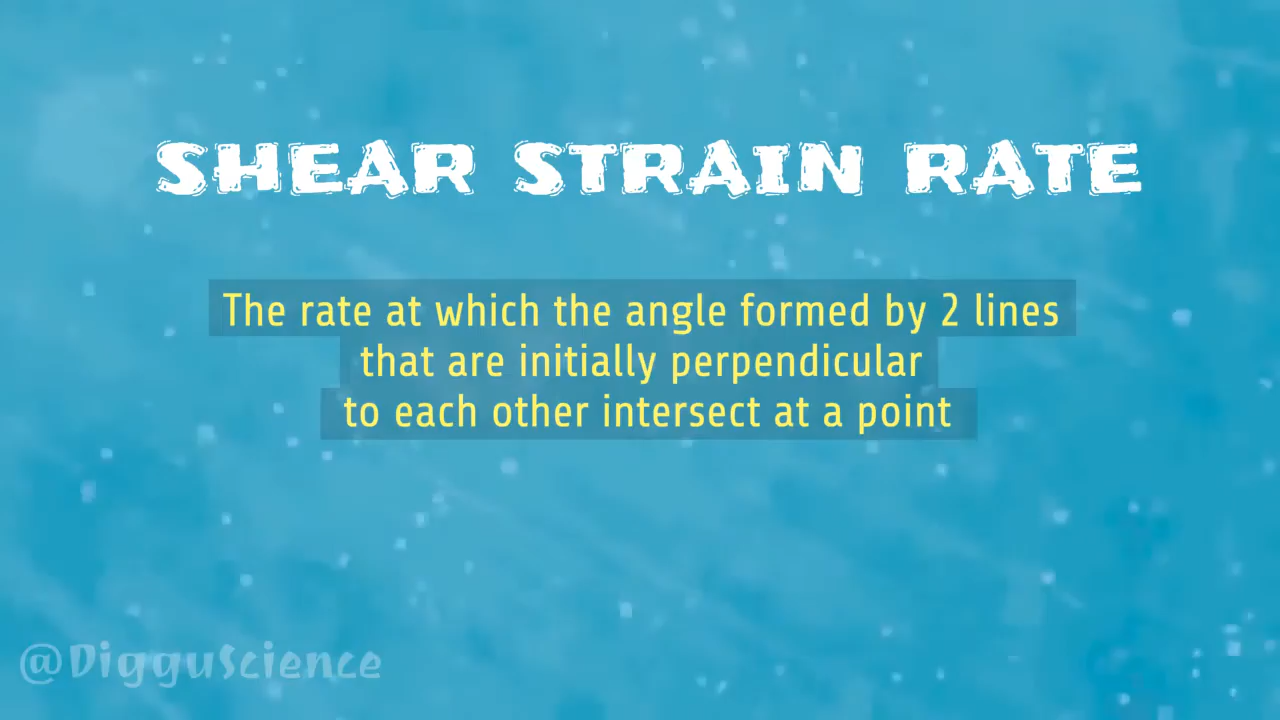 SHEAR STRAIN RATE
The rate at which the angle formed by 2 lines
that are initially perpendicular
to each other intersect at a point
@DigguScience